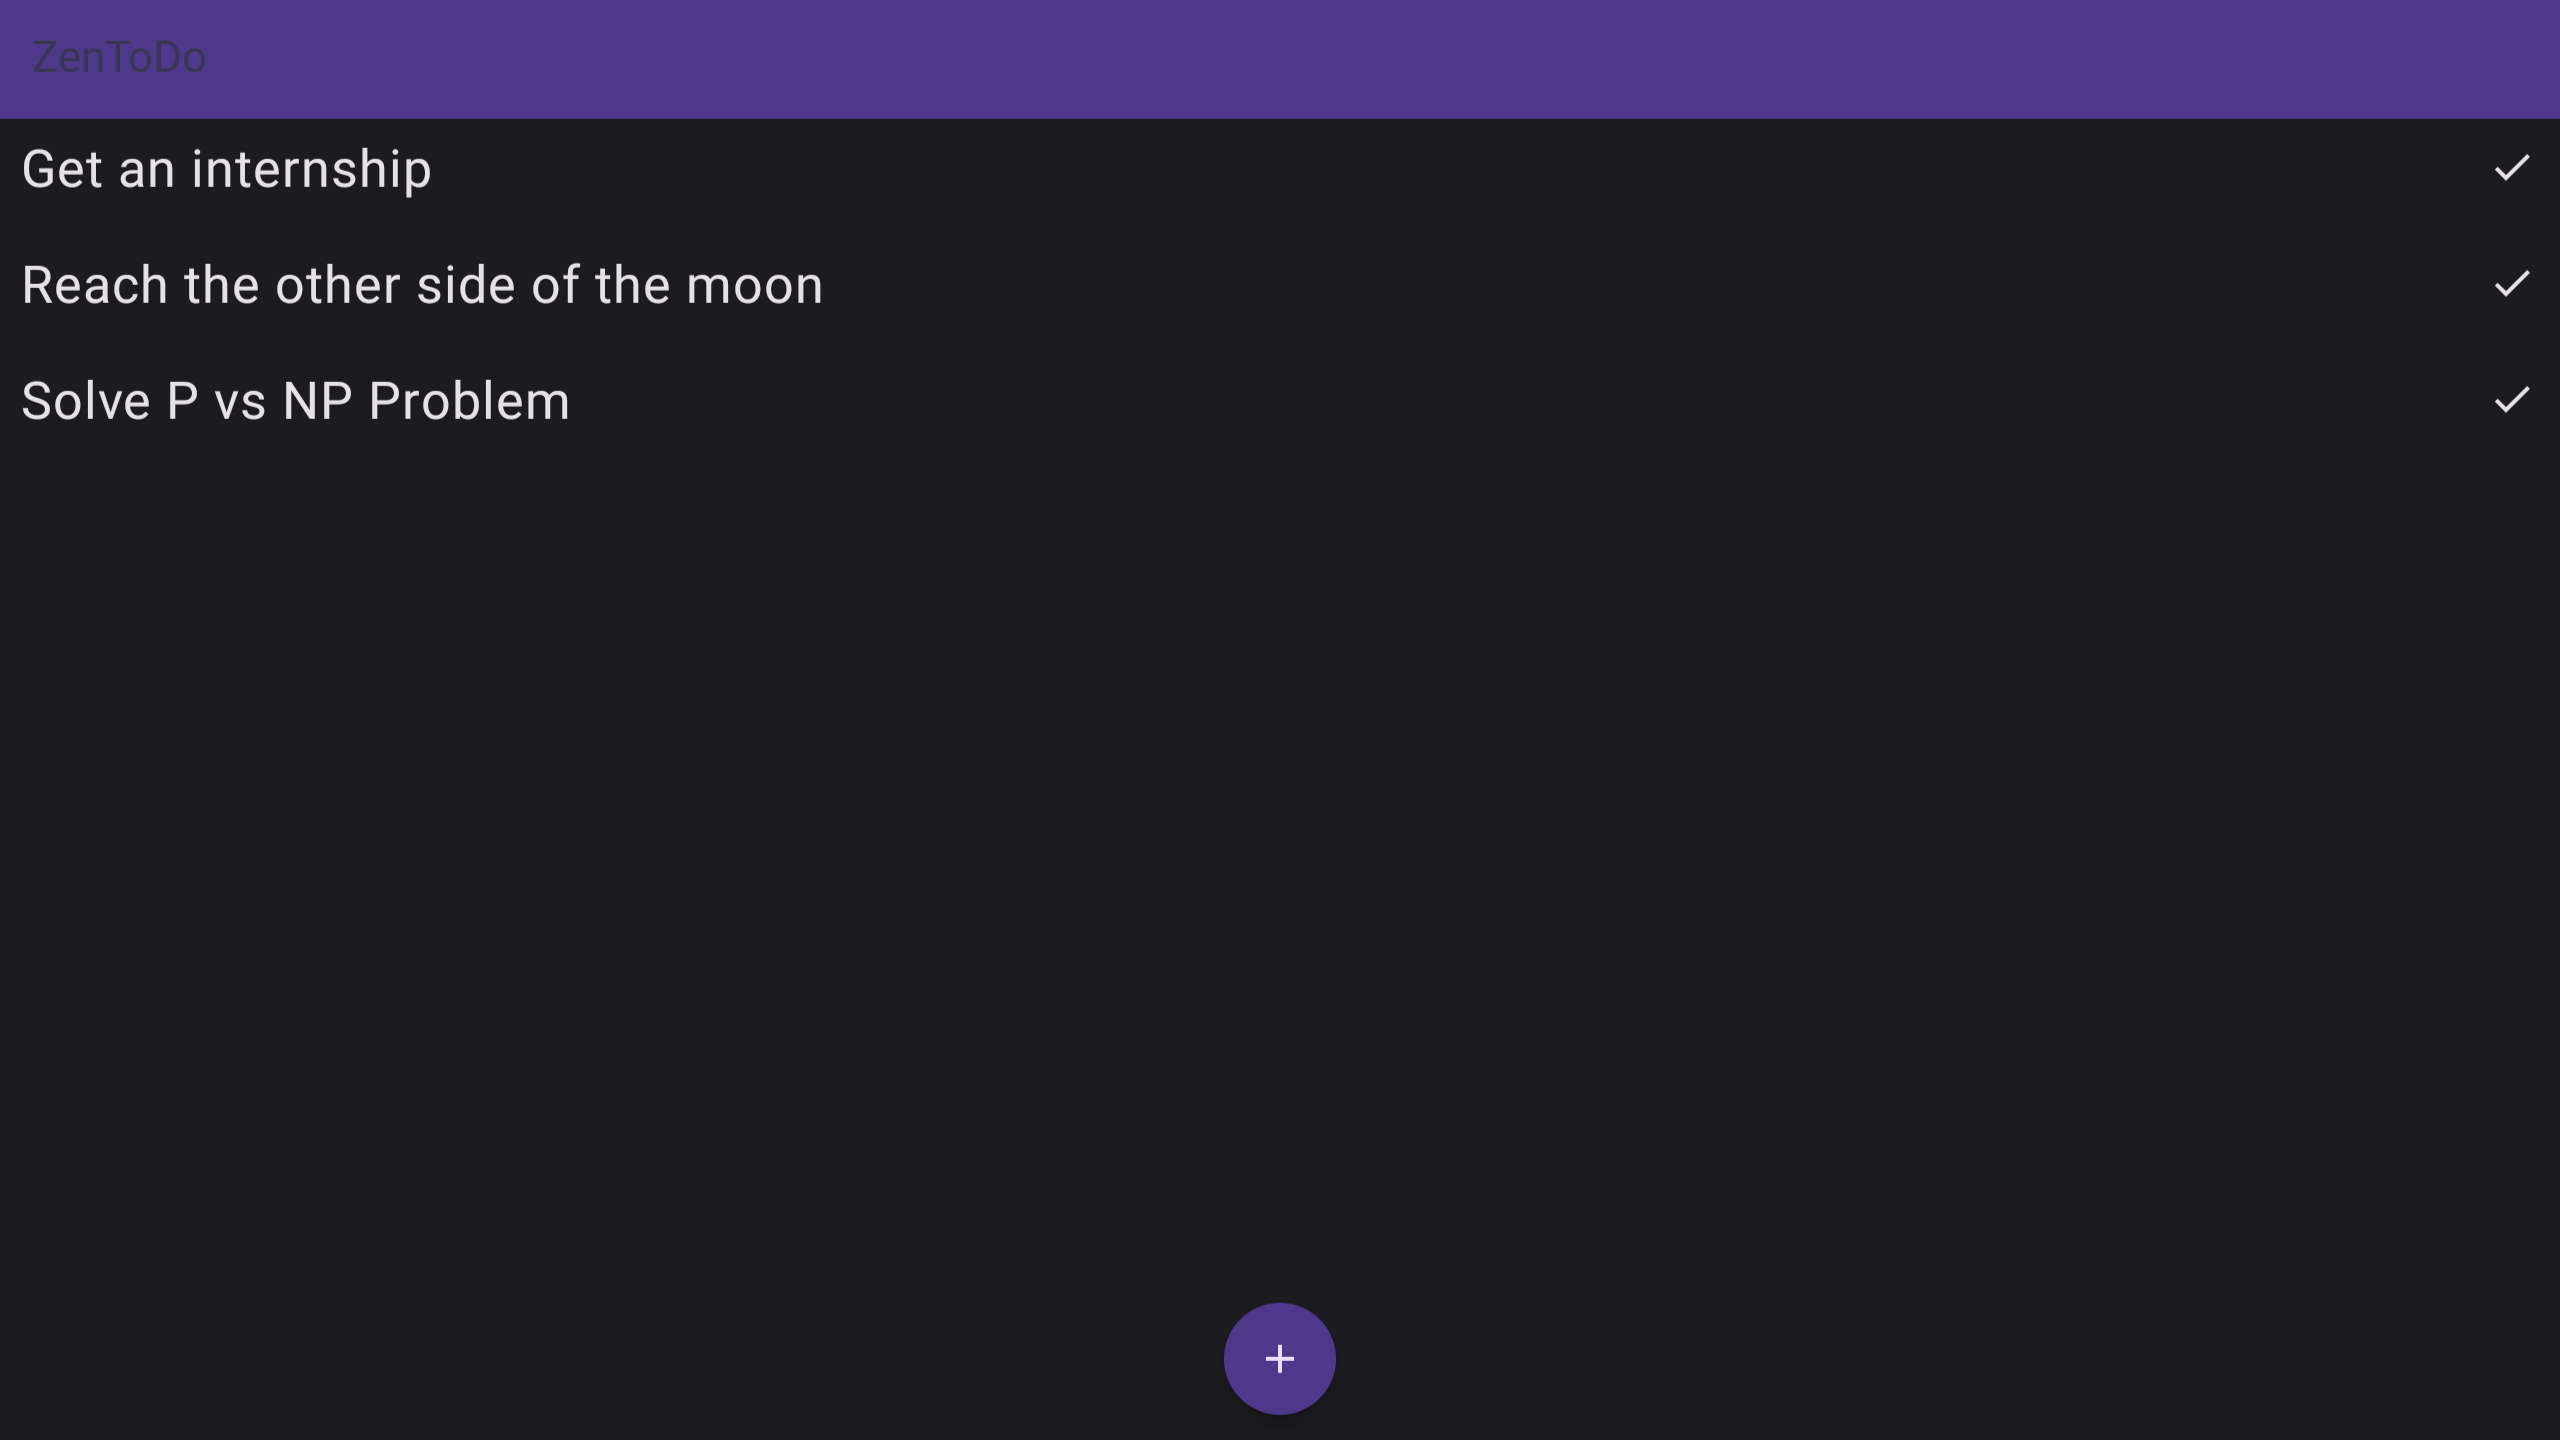 ZenToDo
Get an internship
Reach the other side of the moon
Solve P vs NP Problem